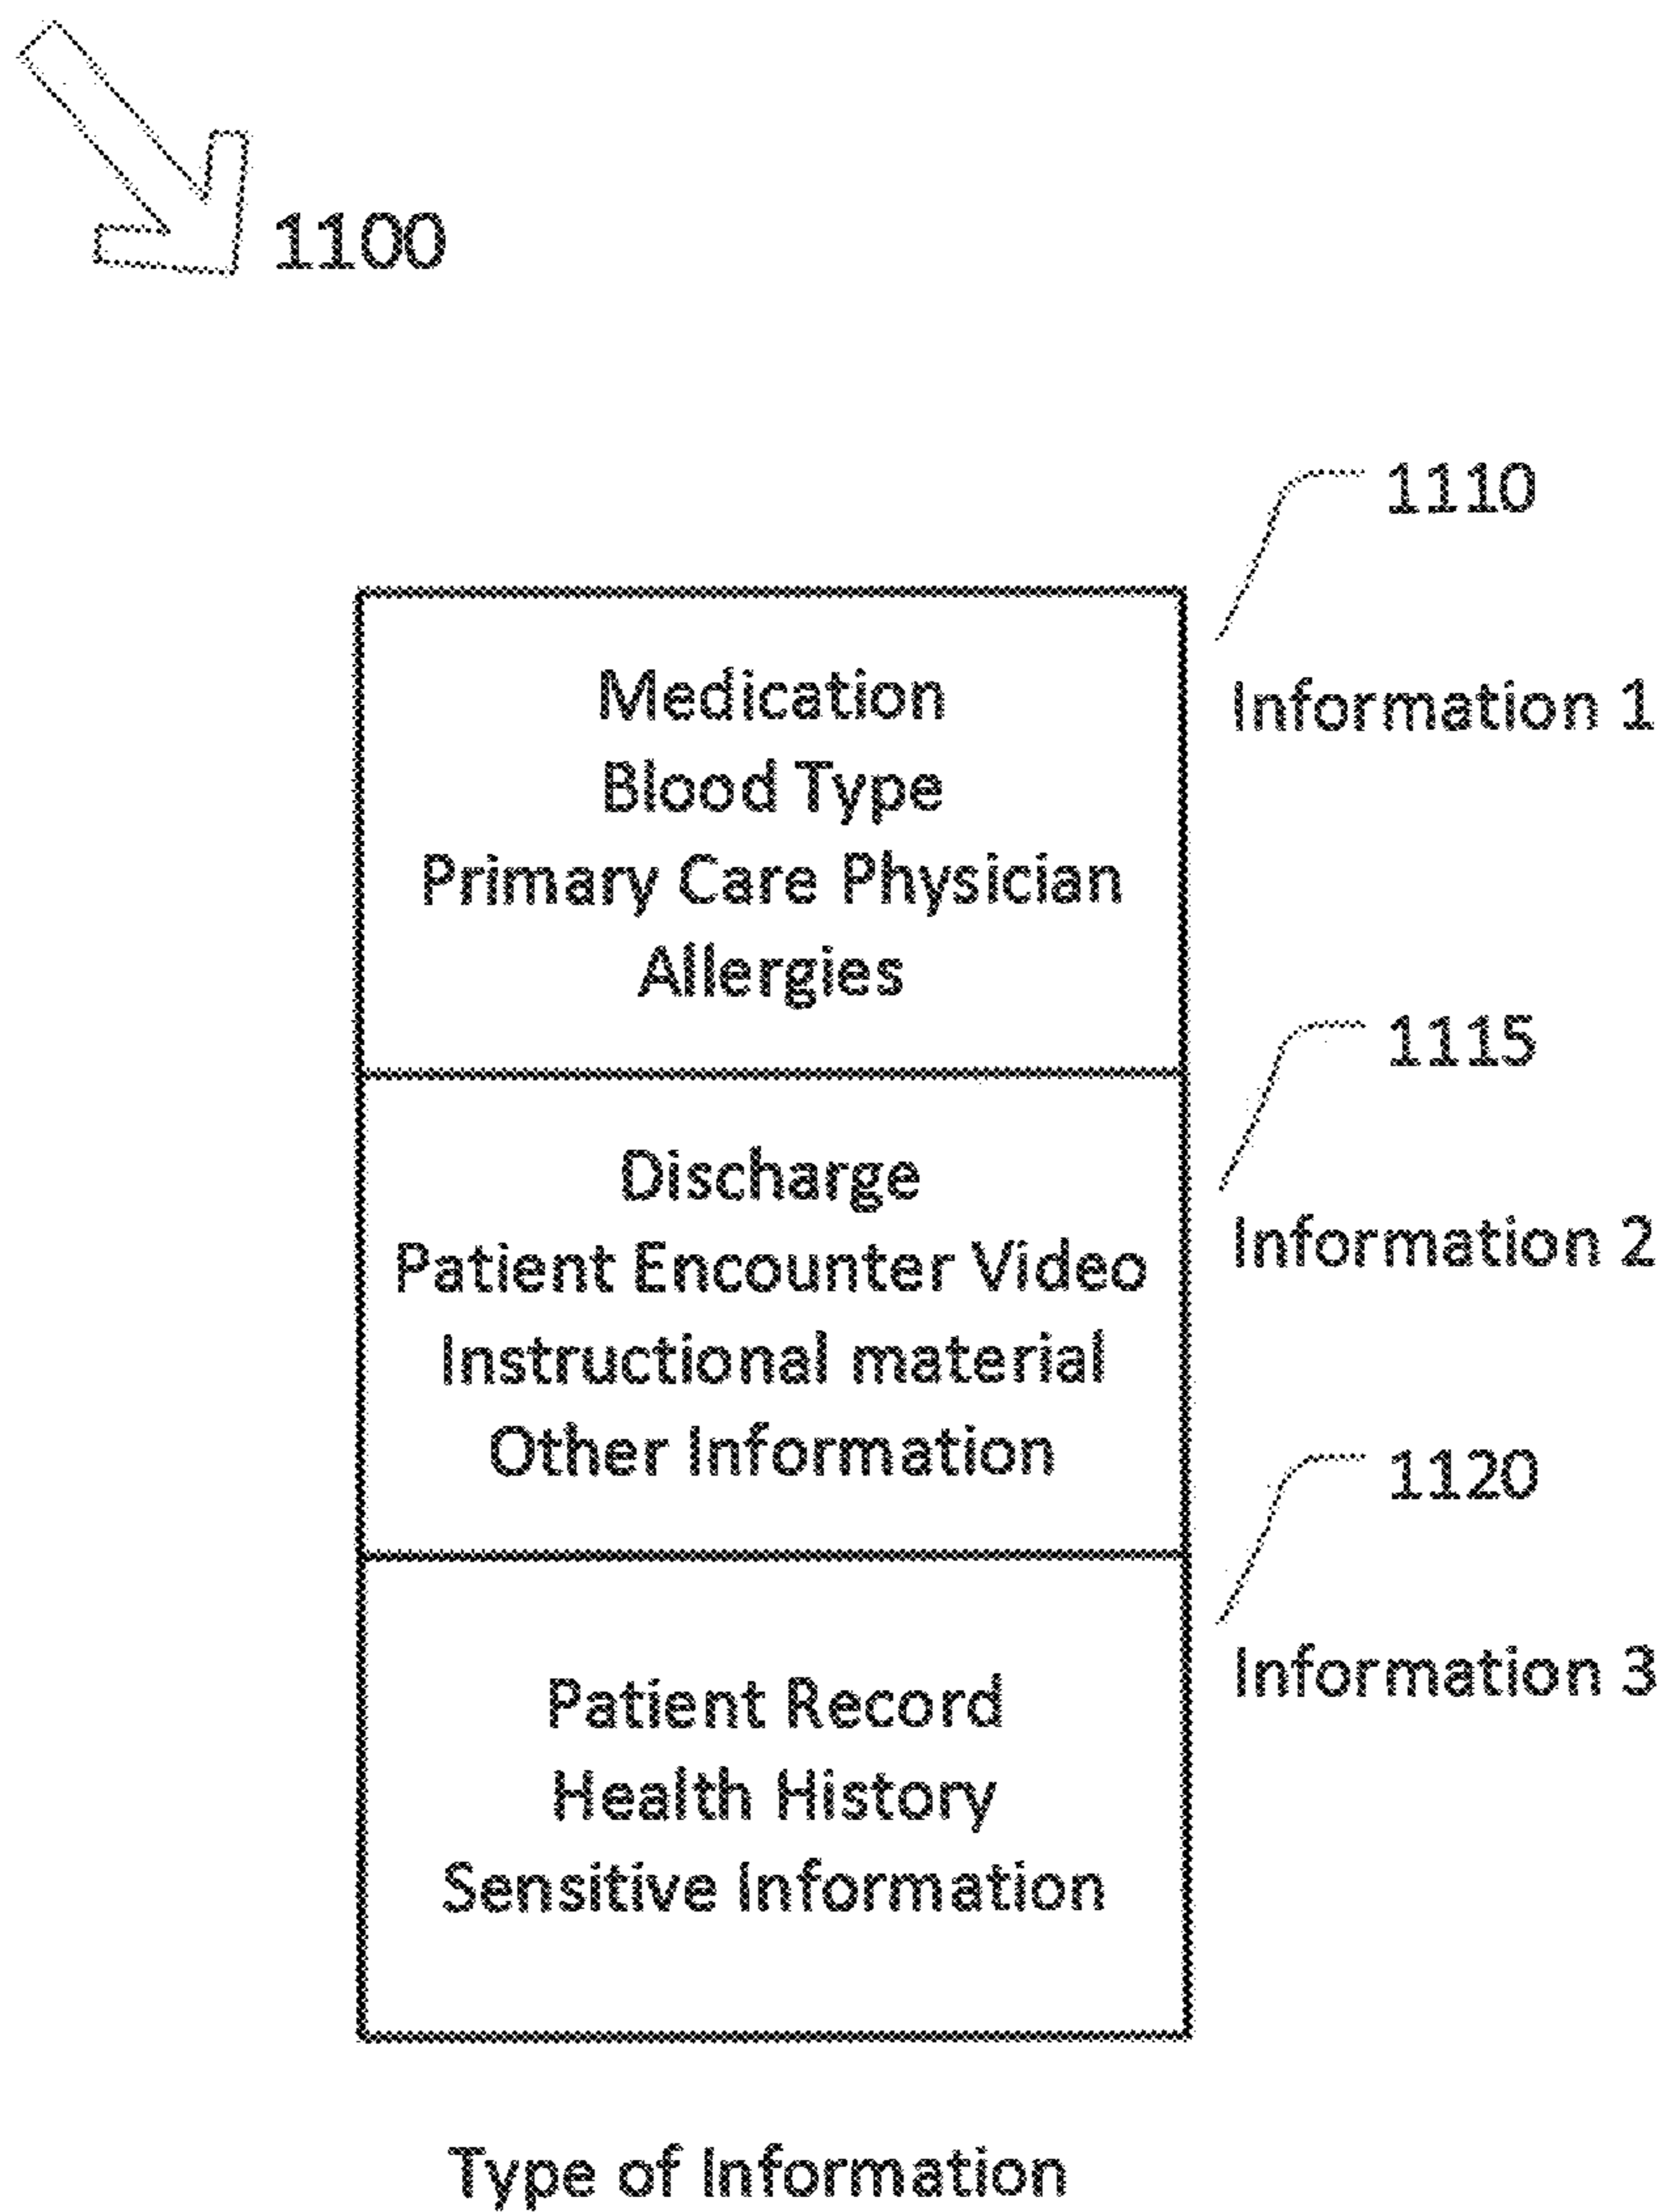 1100
1110
Medication
Information 1
Blood Type
Primary Care Physician
Allergies
1115
Discharge
Information 2
Patient Encounter Video
Instructional material
Other Information
1120
Information 3
Patient Record
Health History
Sensitive Information
Type of Information